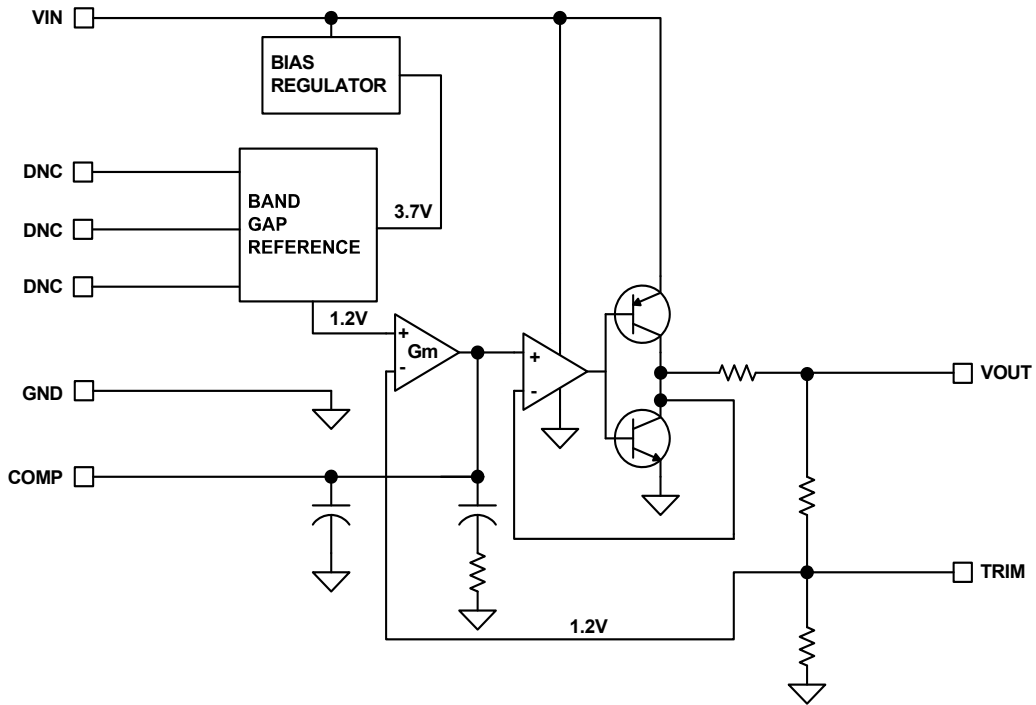 VIN
BIAS
REGULATOR
DNC
BAND
GAP
REFERENCE
3.7V
DNC
DNC
1.2V
+
Gm
-
+
-
VOUT
GND
COMP
TRIM
1.2V